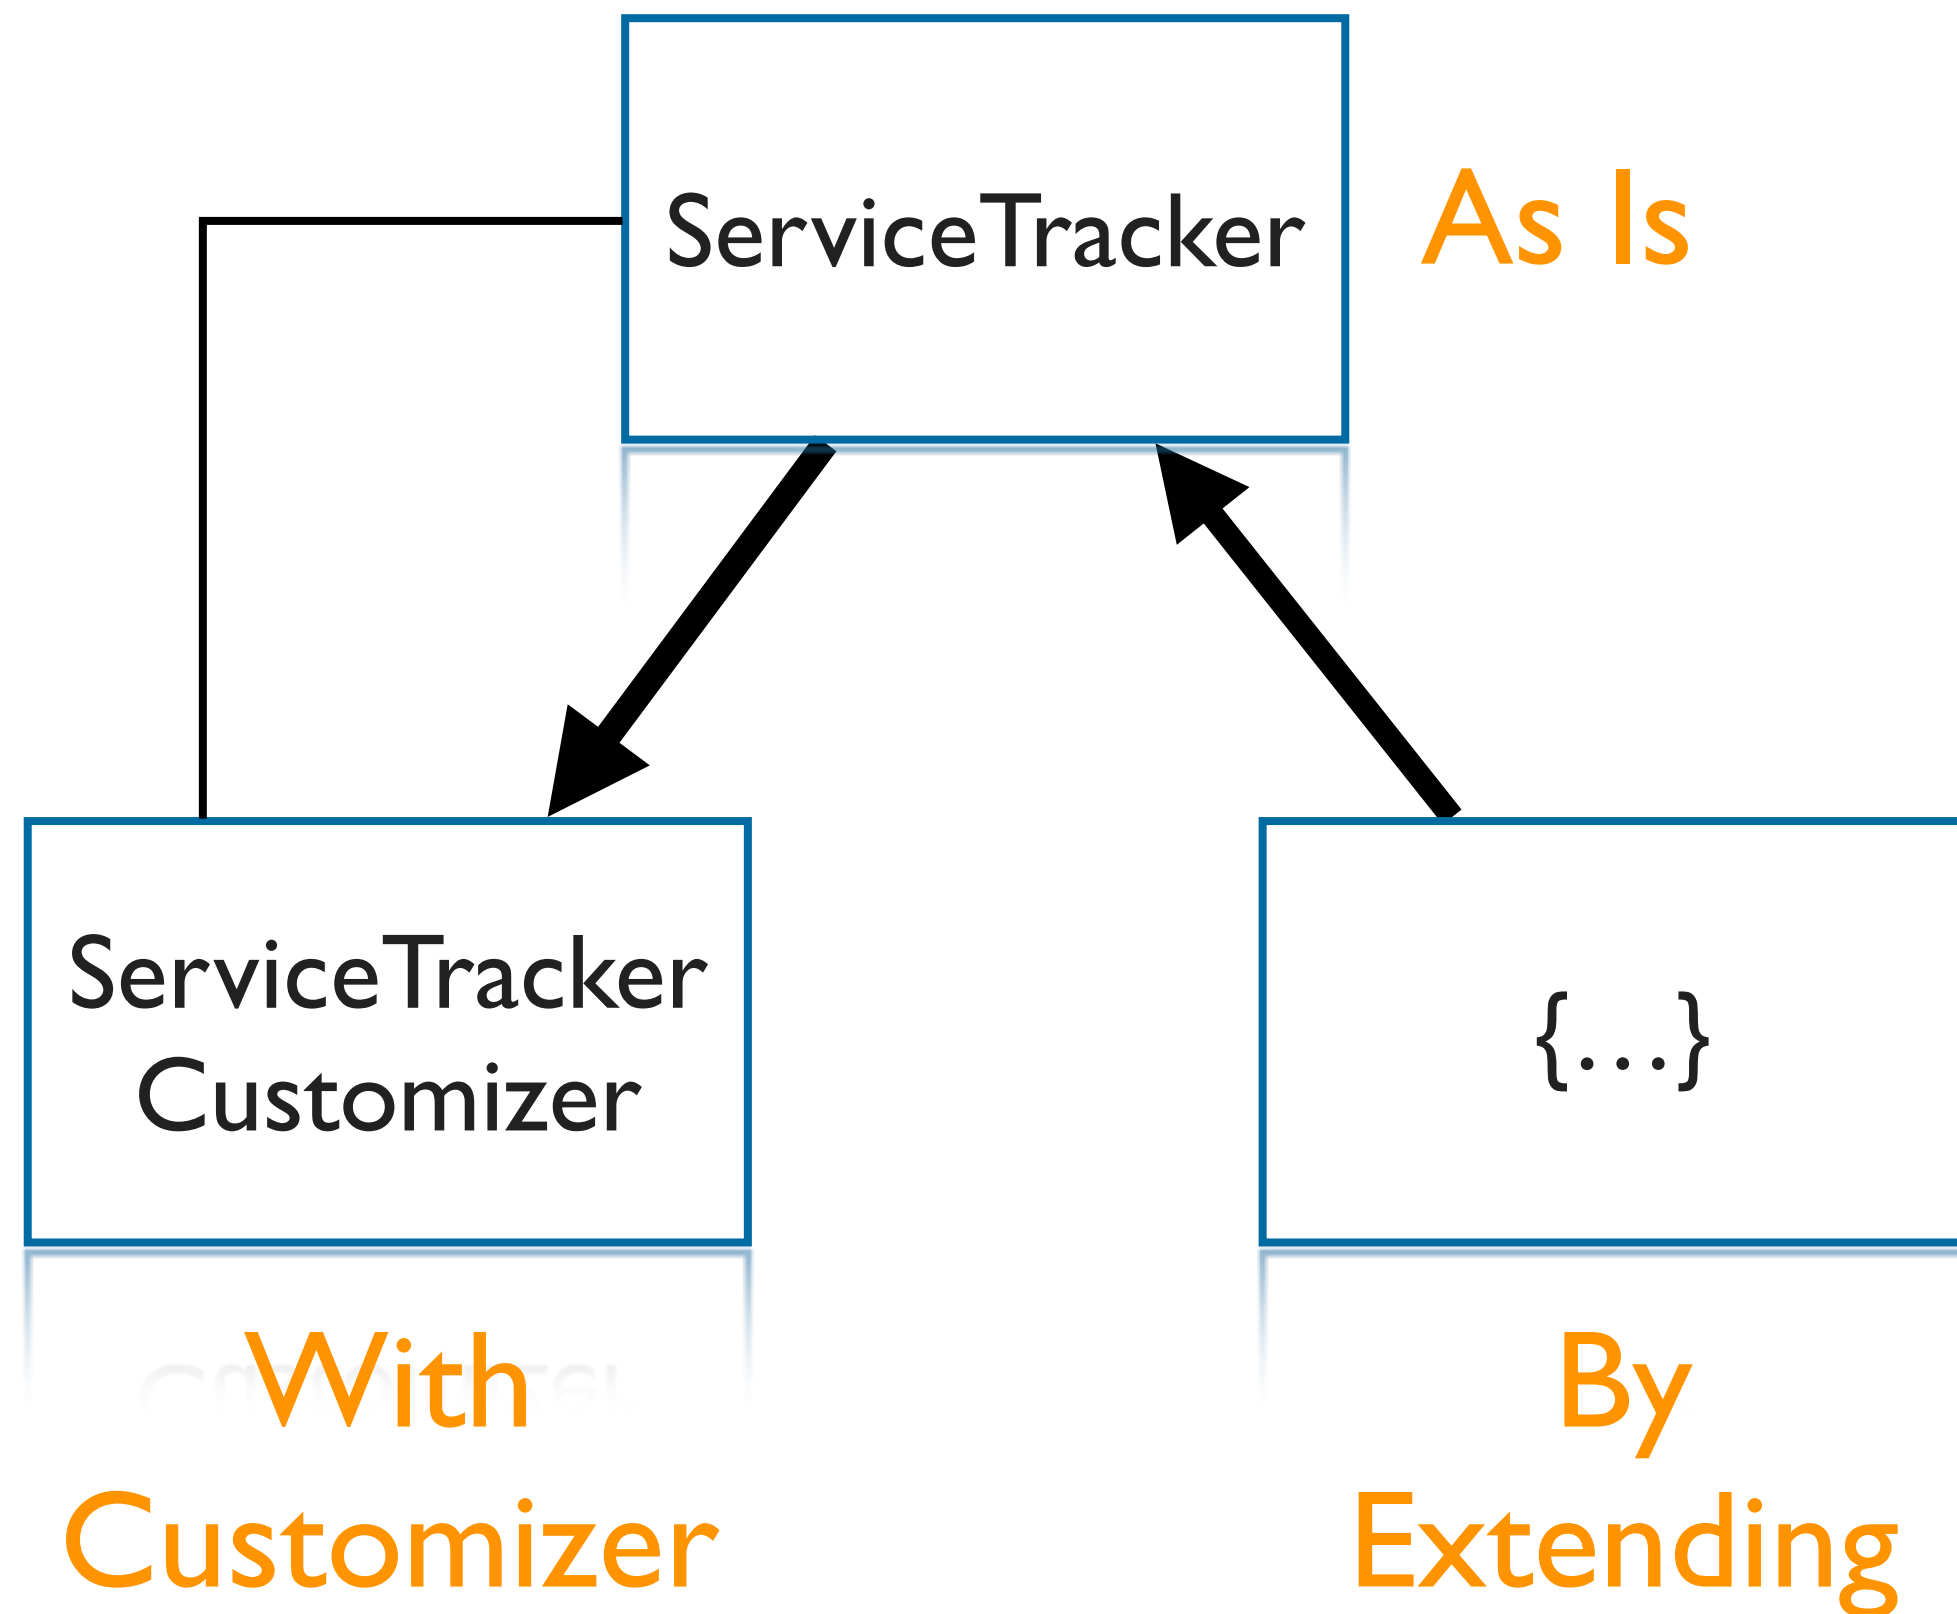 ServiceTracker
As Is
ServiceTracker
Customizer
{...}
With
Customizer
By
Extending